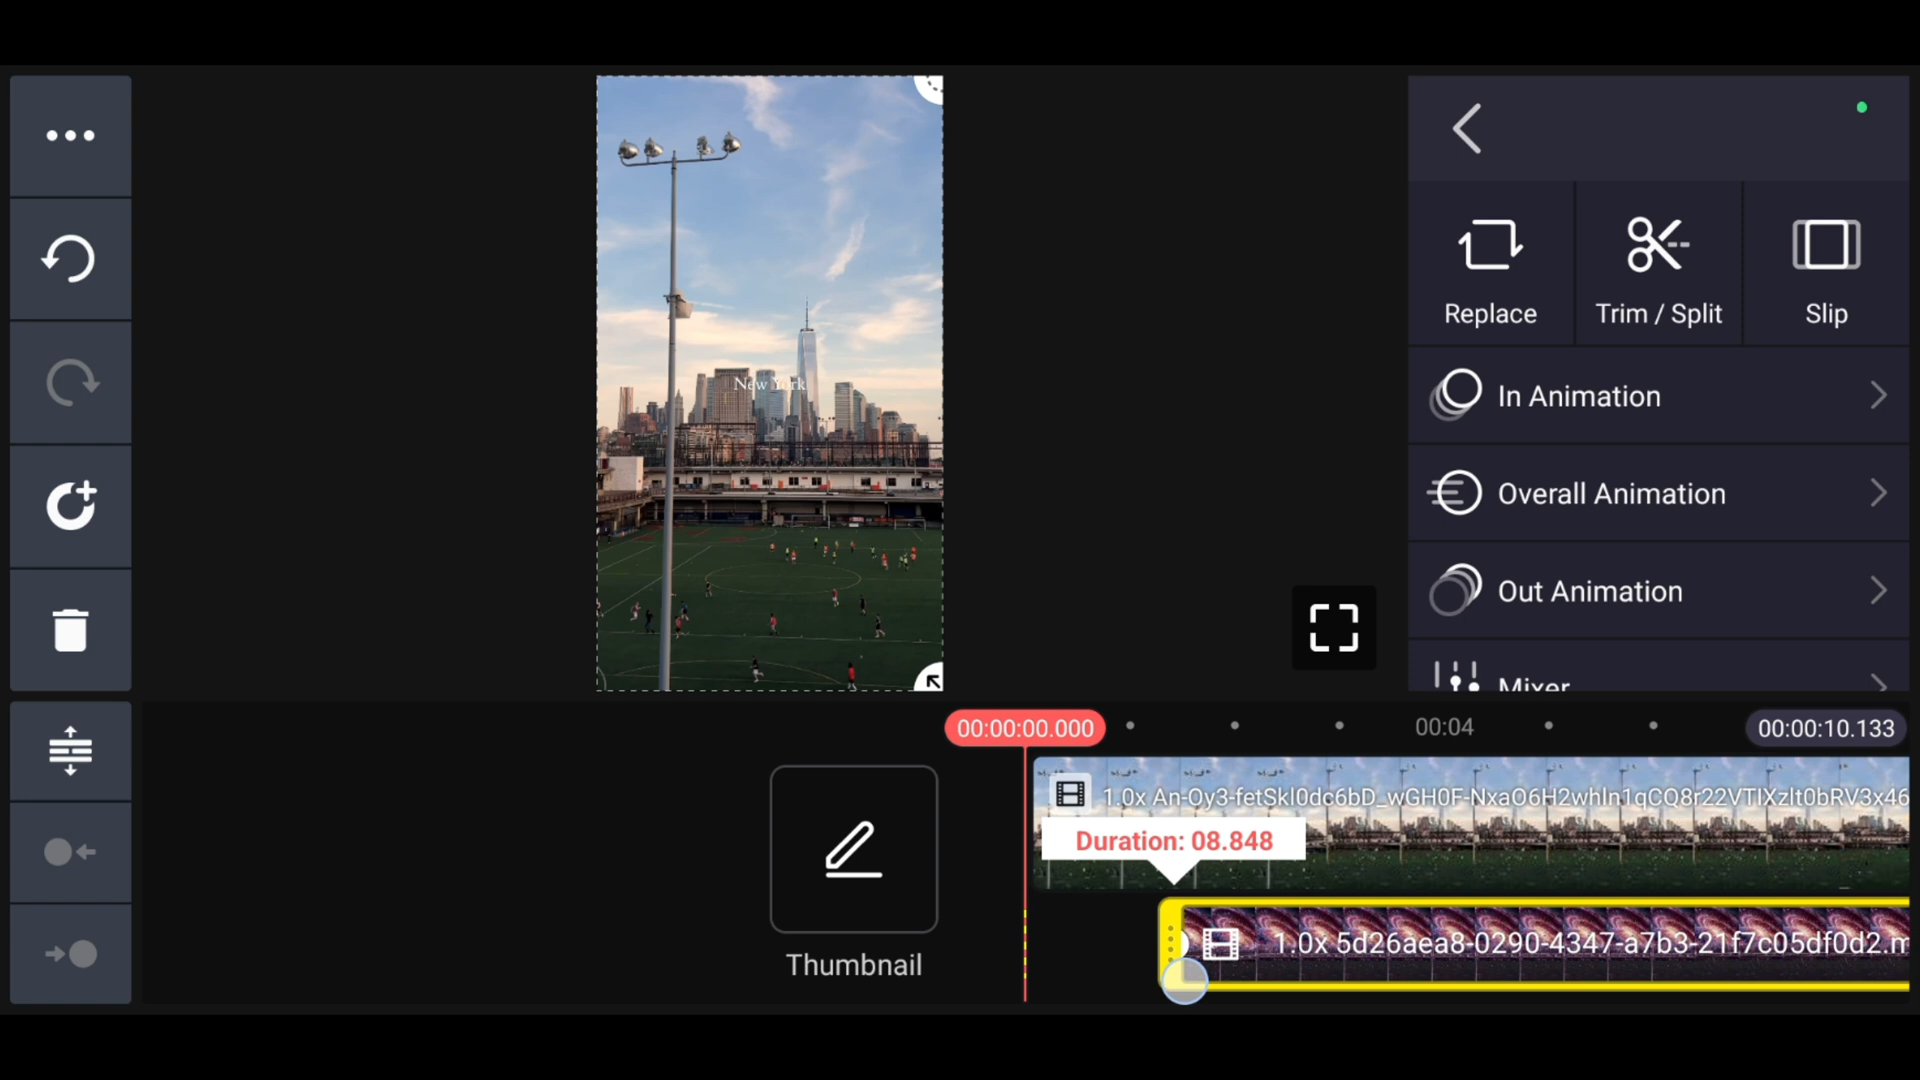 New York
Replace
Trim / Split
Slip
In Animation
Overall Animation
Out Animation
Mixer
00:00:00.000
00:04
00:00:10.133
1.0x An-Oy3-fetSkl0dc6bD_wGH0F-NxaO6H2whln1qCQ8r22VTIXzIt0bRV3x46
Duration: 08.848
1.0x 5d26aea8-0290-4347-a7b3-21f7c05df0d2.m
Thumbnail